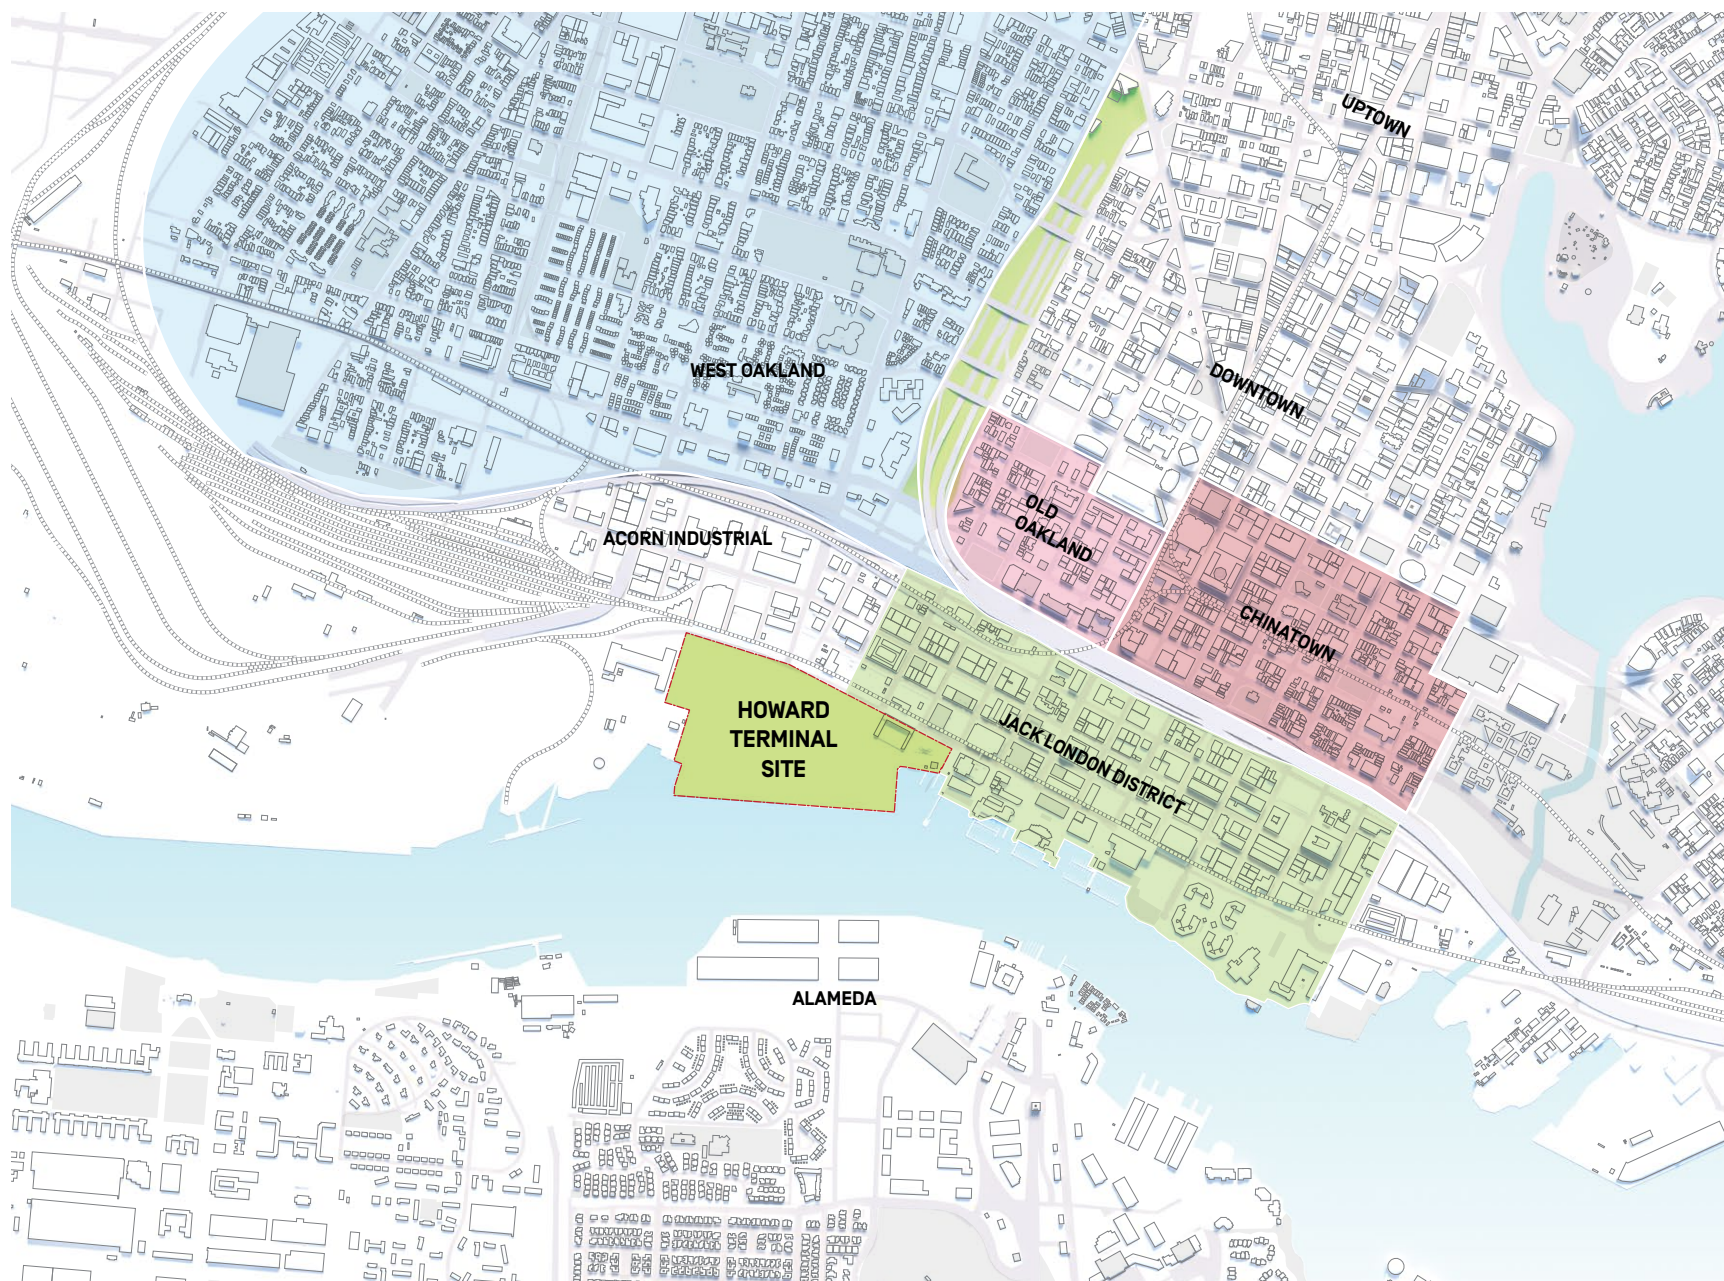 UPTOWN
WEST OAKLAND
DOWNTOWN
OLD
OAKLAND
ACORN INDUSTRIAL
CHINATOWN
HOWARD
TERMINAL
SITE
JACK LONDON DISTRICT
ALAMEDA